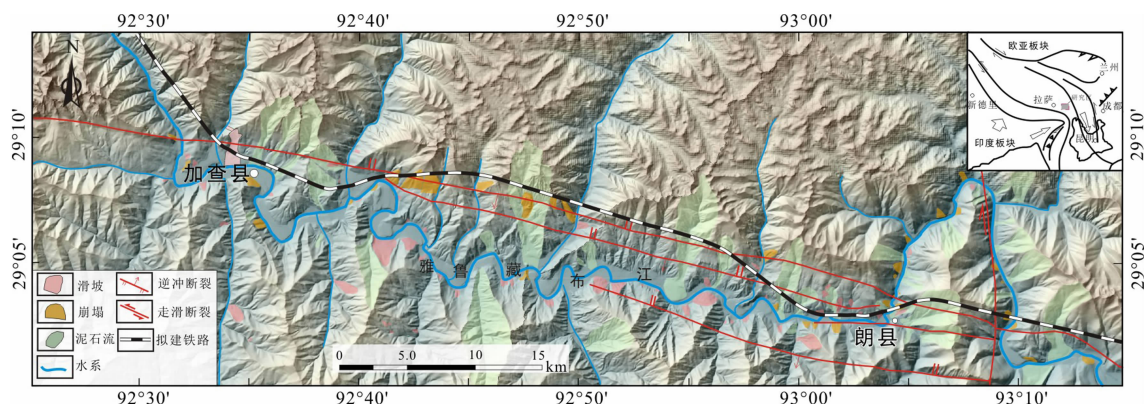 92°30' 92°40' 92°50' 93°00'
N
欧亚板块
兰州
新德里
拉萨
成都
印度板块
29°10'
29°10'
加查县
29°05'
29°05'
雅鲁藏布江
朗县
滑坡
逆冲断裂
崩塌
走滑断裂
泥石流
拟建铁路
水系
0 5.0 10 15
km
92°30' 92°40' 92°50' 93°00' 93°10'